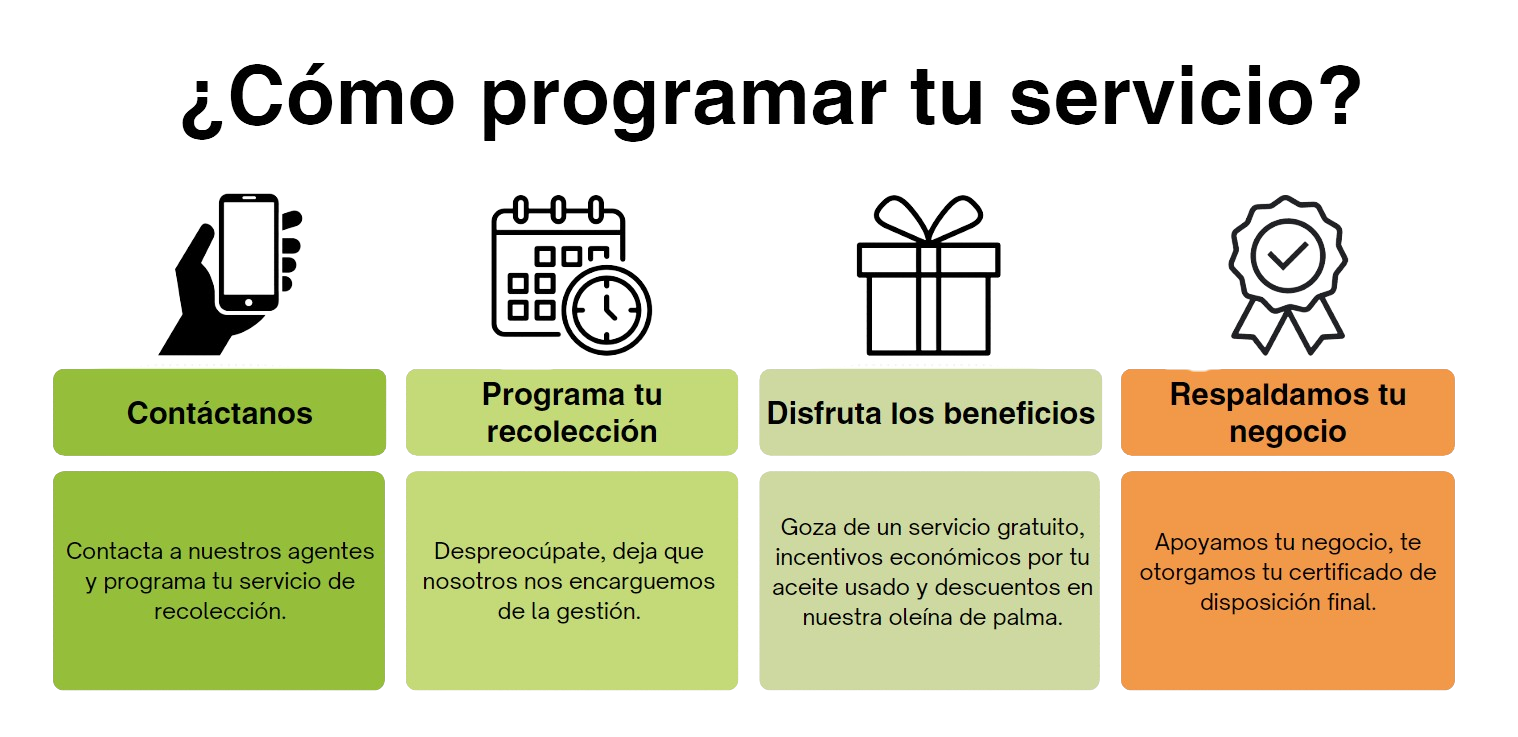 ¿Cómo programar tu servicio?
Contáctanos
Contacta a nuestros agentes
y programa tu servicio de
recolección.
Programa tu
recolección
Despreocúpate, deja que
nosotros nos encarguemos
de la gestión.
Disfruta los beneficios
Goza de un servicio gratuito,
incentivos económicos por tu
aceite usado y descuentos en
nuestra oleína de palma.
Respaldamos tu
negocio
Apoyamos tu negocio, te
otorgamos tu certificado de
disposición final.